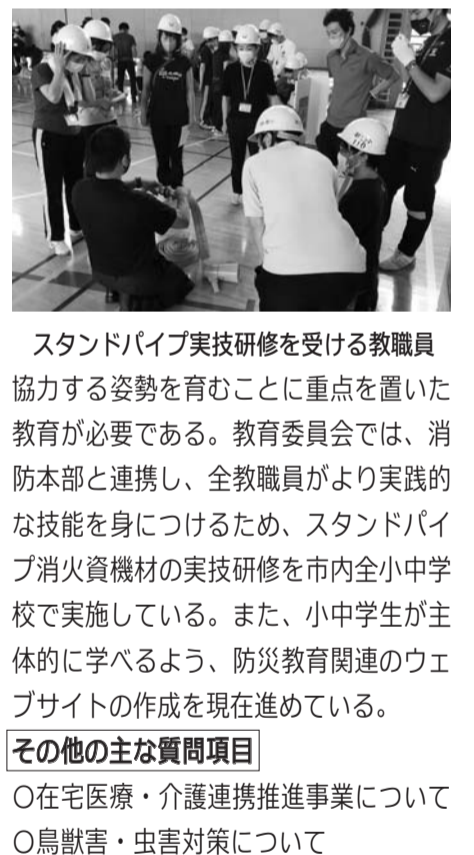 スタンドパイプ実技研修を受ける教職員
協力する姿勢を育むことに重点を置いた
教育が必要である。教育委員会では、消
防本部と連携し、全教職員がより実践的
な技能を身につけるため、スタンドパイ
プ消火資機材の実技研修を市内全小中学
校で実施している。また、小中学生が主
体的に学べるよう、防災教育関連のウェ
ブサイトの作成を現在進めている。
その他の主な質問項目
〇在宅医療・介護連携推進事業について
〇鳥獣害・虫害対策について